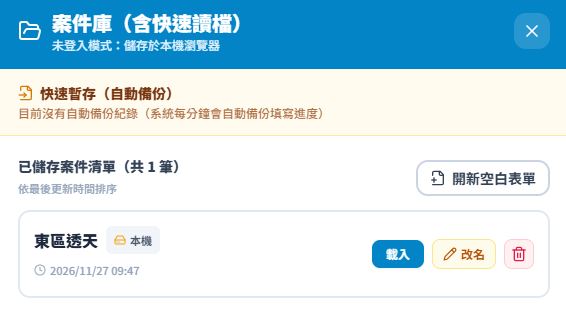 案件庫（含快速讀檔）
未登入模式：儲存於本機瀏覽器
快速暫存（自動備份）
目前沒有自動備份紀錄（系統每分鐘會自動備份填寫進度）
已儲存案件清單（共 1 筆）
依最後更新時間排序
開新空白表單
東區透天 本機
2026/11/27 09:47
載入 改名